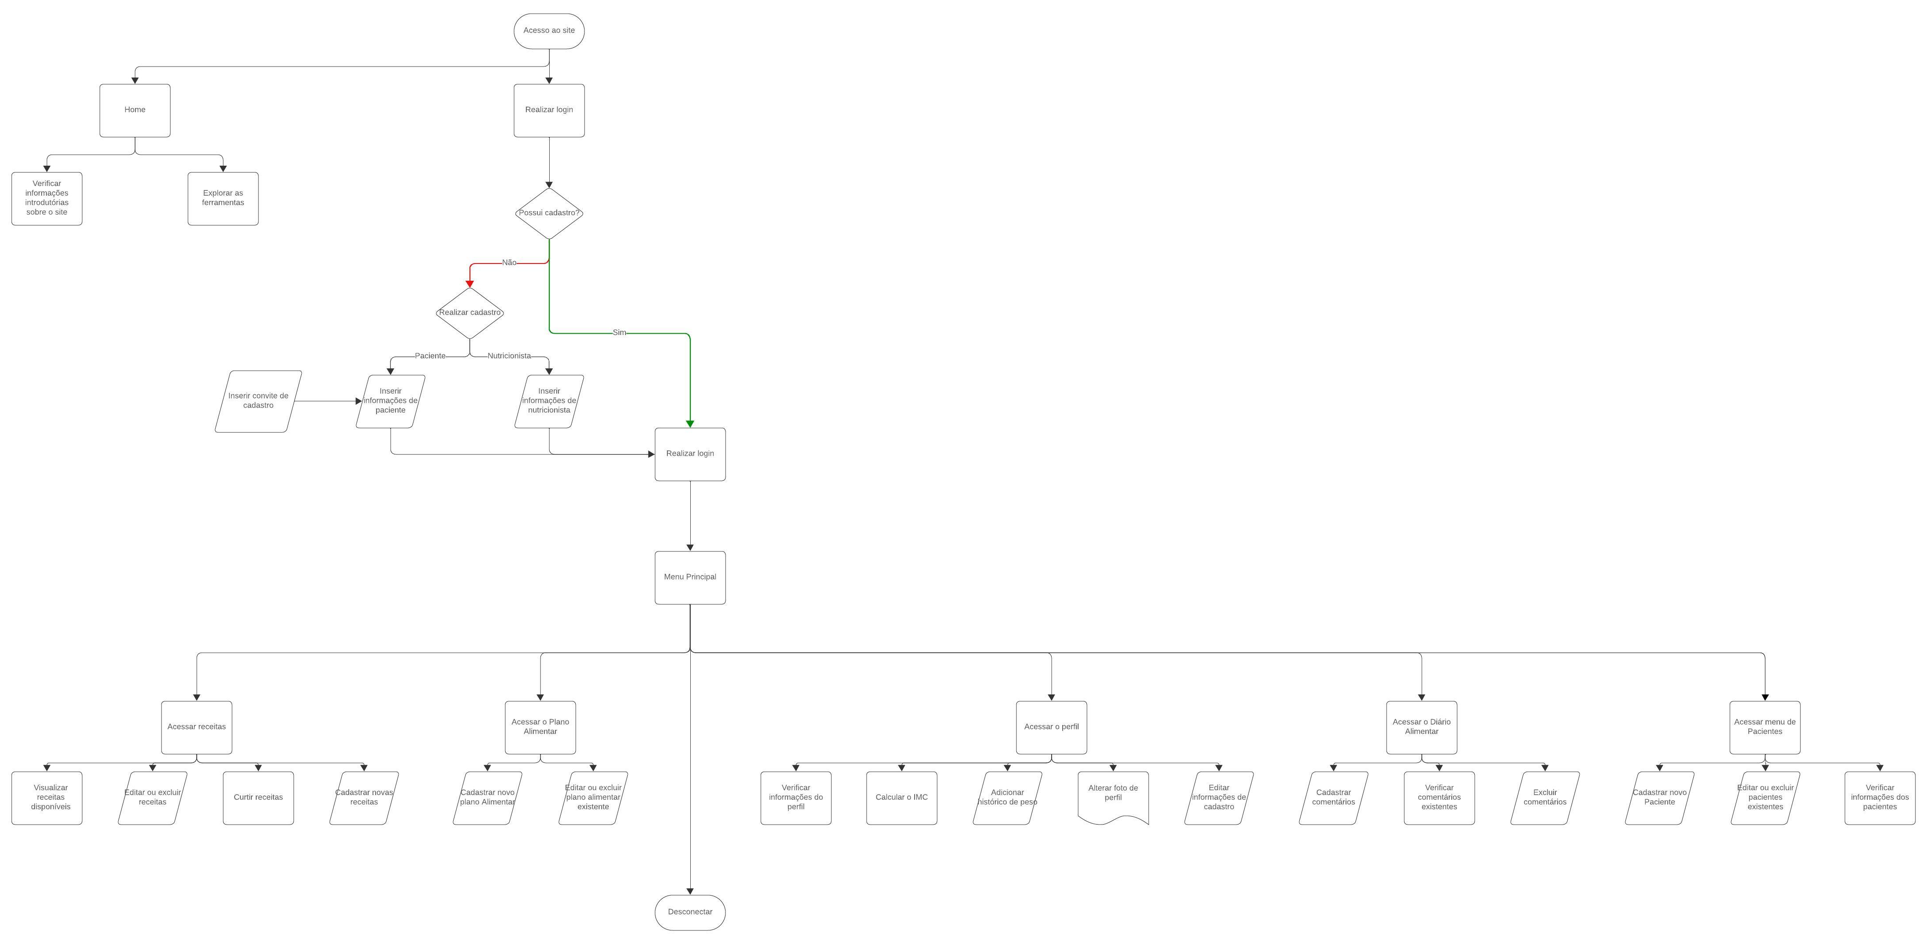 Acesso ao site
Home
Realizar login
Verificar
informações
introdutórias
sobre o site
Explorar as
ferramentas
Possui cadastro?
Não
Realizar cadastro
Sim
Paciente
Nutricionista
Inserir convite de
cadastro
Inserir
informações de
paciente
Inserir
informações de
nutricionista
Realizar login
Menu Principal
Acessar receitas
Acessar o Plano
Alimentar
Acessar o perfil
Acessar o Diário
Alimentar
Acessar menu de
Pacientes
Visualizar
receitas
disponíveis
Editar ou excluir
receitas
Curtir receitas
Cadastrar novas
receitas
Cadastrar novo
plano Alimentar
Editar ou excluir
plano alimentar
existente
Verificar
informações do
perfil
Calcular o IMC
Adicionar
histórico de peso
Alterar foto de
perfil
Editar
informações de
cadastro
Cadastrar
comentários
Verificar
comentários
existentes
Excluir
comentários
Cadastrar novo
Paciente
Editar ou excluir
pacientes
existentes
Verificar
informações dos
pacientes
Desconectar